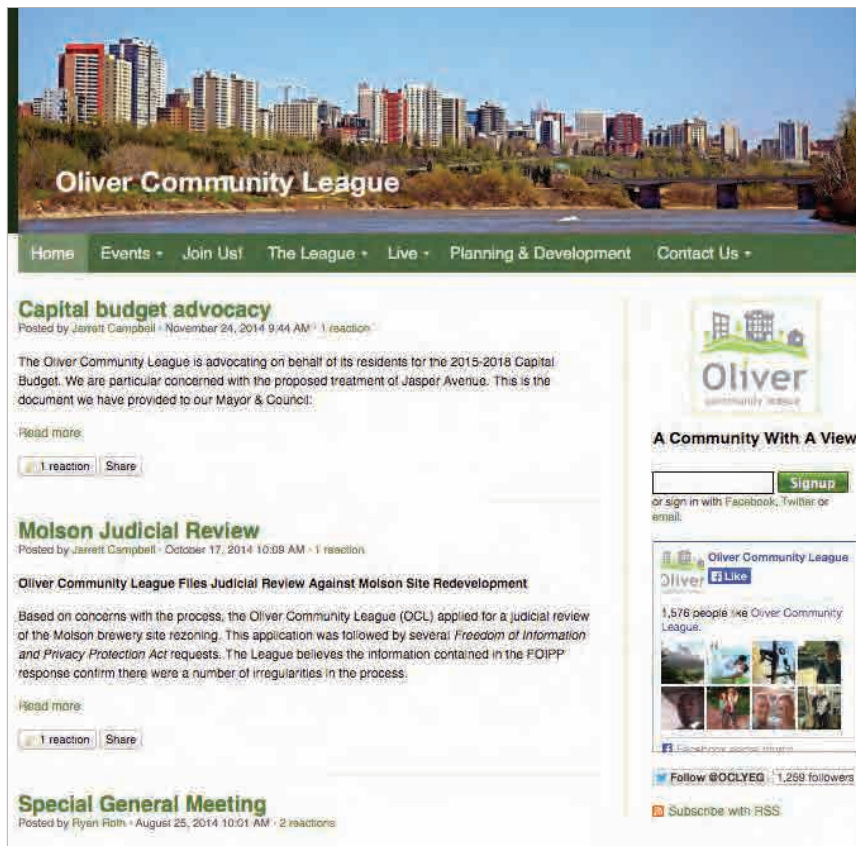 Oliver Community League
Home Events Join Us! The League Live Planning & Development Contact Us
Capital budget advocacy
Posted by Jarrett Campbell · November 24, 2014 9:44 AM · 1 reaction
The Oliver Community League is advocating on behalf of its residents for the 2015-2018 Capital
Budget. We are particular concerned with the proposed treatment of Jasper Avenue. This is the
document we have provided to our Mayor & Council:
Read more
1 reaction Share
Molson Judicial Review
Posted by Jarrett Campbell · October 17, 2014 10:09 AM · 1 reaction
Oliver Community League Files Judicial Review Against Molson Site Redevelopment
Based on concerns with the process, the Oliver Community League (OCL) applied for a judicial review
of the Molson brewery site rezoning. This application was followed by several Freedom of Information
and Privacy Protection Act requests. The League believes the information contained in the FOIPP
response confirm there were a number of irregularities in the process.
Read more
1 reaction Share
Special General Meeting
Posted by Ryan Roth · August 25, 2014 10:01 AM · 2 reactions
Oliver
community league
A Community With A View
Signup
or sign in with Facebook, Twitter or
email.
Oliver Community League
Oliver Like
1,576 people like Oliver Community
League.
Facebook social plugin
Follow @OCLYEG 1,259 followers
Subscribe with RSS